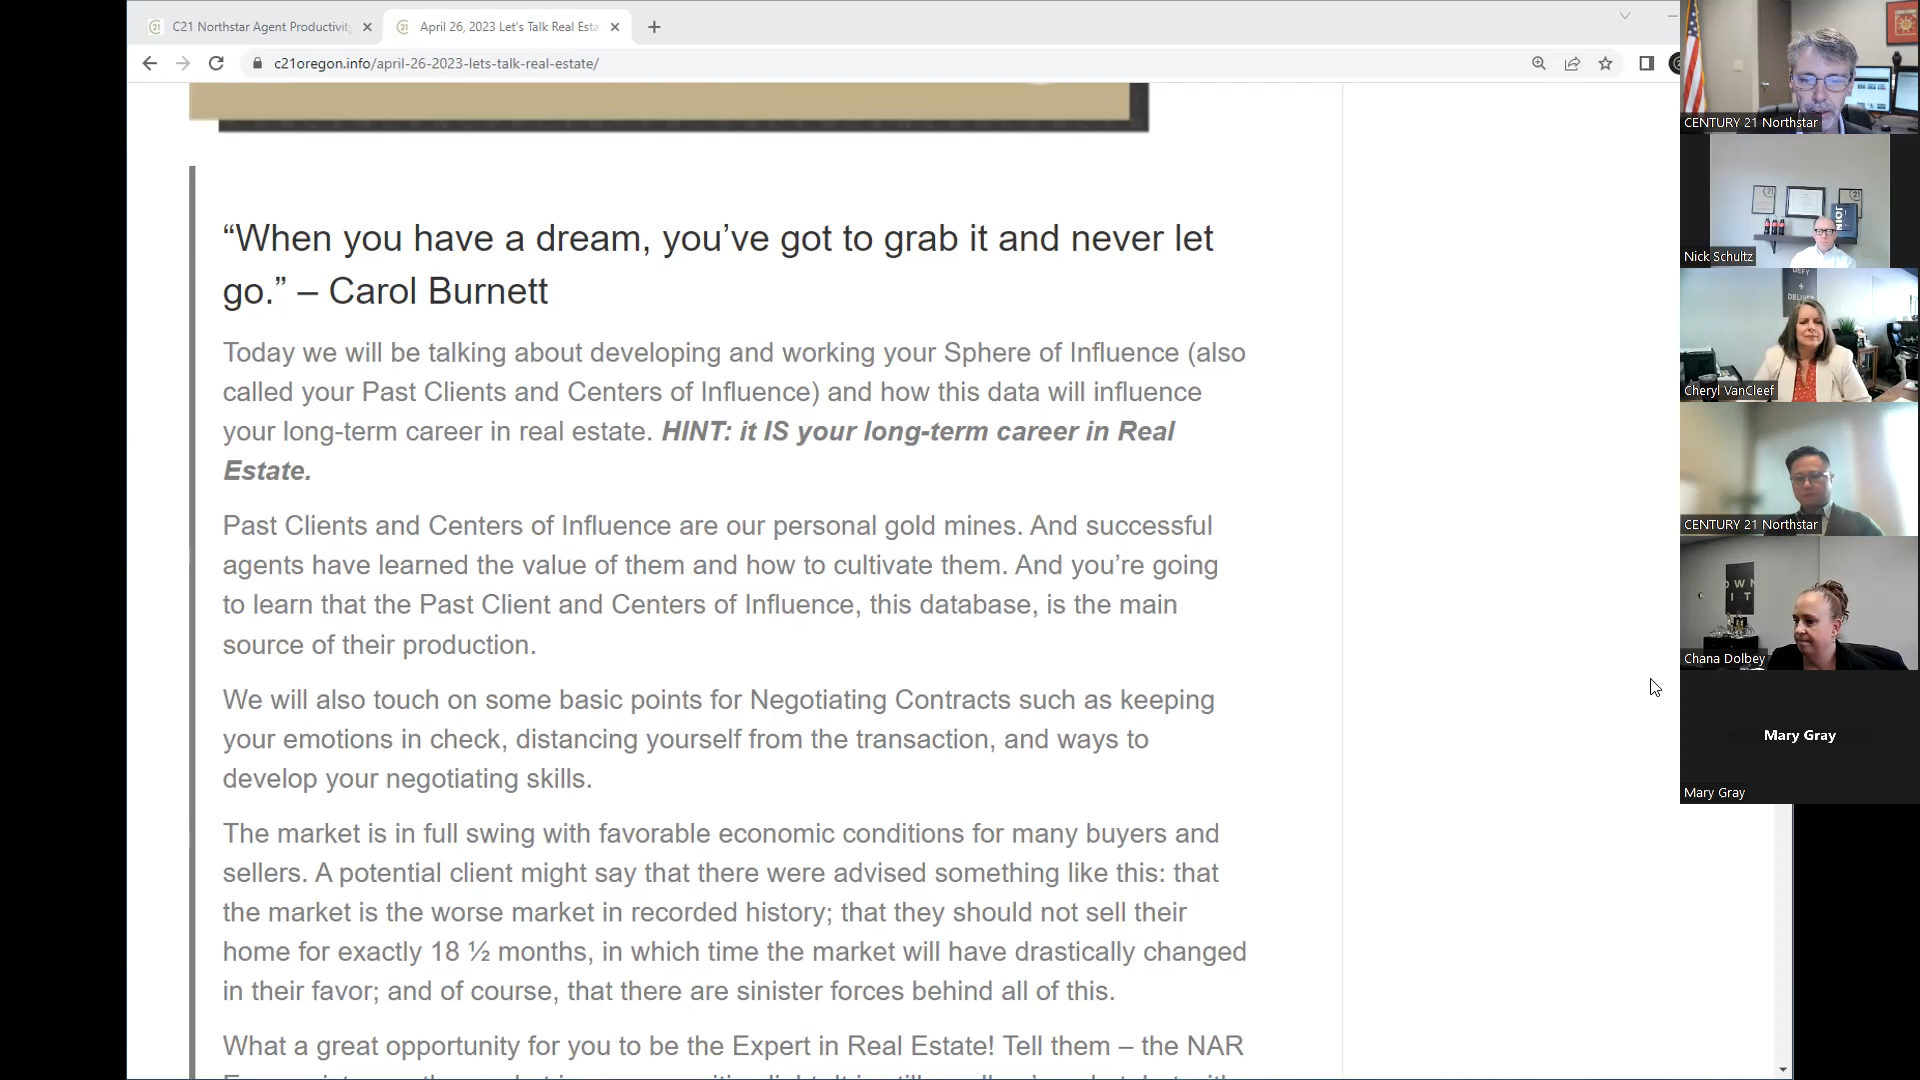 C21 Northstar Agent Productivity
April 26, 2023 Let's Talk Real Esta
c21oregon.info/april-26-2023-lets-talk-real-estate/
“When you have a dream, you’ve got to grab it and never let
go.” – Carol Burnett
Today we will be talking about developing and working your Sphere of Influence (also
called your Past Clients and Centers of Influence) and how this data will influence
your long-term career in real estate. HINT: it IS your long-term career in Real
Estate.
Past Clients and Centers of Influence are our personal gold mines. And successful
agents have learned the value of them and how to cultivate them. And you’re going
to learn that the Past Client and Centers of Influence, this database, is the main
source of their production.
We will also touch on some basic points for Negotiating Contracts such as keeping
your emotions in check, distancing yourself from the transaction, and ways to
develop your negotiating skills.
The market is in full swing with favorable economic conditions for many buyers and
sellers. A potential client might say that there were advised something like this: that
the market is the worse market in recorded history; that they should not sell their
home for exactly 18 ½ months, in which time the market will have drastically changed
in their favor; and of course, that there are sinister forces behind all of this.
What a great opportunity for you to be the Expert in Real Estate! Tell them – the NAR
CENTURY 21 Northstar
JOIN
Nick Schultz
DEFY
+
DELIVER
Cheryl VanCleef
CENTURY 21 Northstar
OWN
IT
Chana Dolbey
Mary Gray
Mary Gray